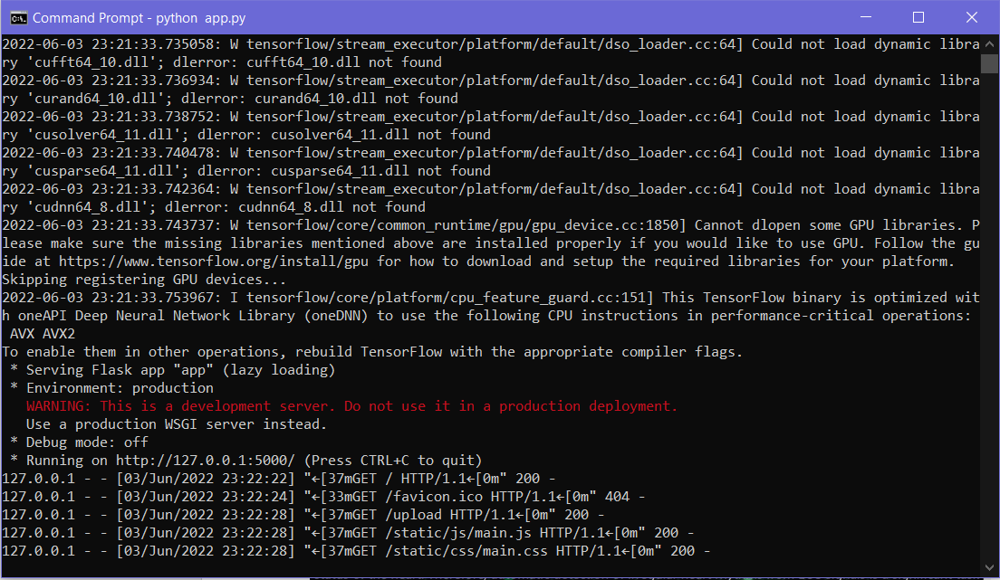 Command Prompt - python  app.py
2022-06-03 23:21:33.735058: W tensorflow/stream_executor/platform/default/dso_loader.cc:64] Could not load dynamic libra
ry 'cufft64_10.dll'; dlerror: cufft64_10.dll not found
2022-06-03 23:21:33.736934: W tensorflow/stream_executor/platform/default/dso_loader.cc:64] Could not load dynamic libra
ry 'curand64_10.dll'; dlerror: curand64_10.dll not found
2022-06-03 23:21:33.738752: W tensorflow/stream_executor/platform/default/dso_loader.cc:64] Could not load dynamic libra
ry 'cusolver64_11.dll'; dlerror: cusolver64_11.dll not found
2022-06-03 23:21:33.740478: W tensorflow/stream_executor/platform/default/dso_loader.cc:64] Could not load dynamic libra
ry 'cusparse64_11.dll'; dlerror: cusparse64_11.dll not found
2022-06-03 23:21:33.742364: W tensorflow/stream_executor/platform/default/dso_loader.cc:64] Could not load dynamic libra
ry 'cudnn64_8.dll'; dlerror: cudnn64_8.dll not found
2022-06-03 23:21:33.743737: W tensorflow/core/common_runtime/gpu/gpu_device.cc:1850] Cannot dlopen some GPU libraries. P
lease make sure the missing libraries mentioned above are installed properly if you would like to use GPU. Follow the gu
ide at https://www.tensorflow.org/install/gpu for how to download and setup the required libraries for your platform.
Skipping registering GPU devices...
2022-06-03 23:21:33.753967: I tensorflow/core/platform/cpu_feature_guard.cc:151] This TensorFlow binary is optimized wit
h oneAPI Deep Neural Network Library (oneDNN) to use the following CPU instructions in performance-critical operations:
 AVX AVX2
To enable them in other operations, rebuild TensorFlow with the appropriate compiler flags.
 * Serving Flask app "app" (lazy loading)
 * Environment: production
   WARNING: This is a development server. Do not use it in a production deployment.
   Use a production WSGI server instead.
 * Debug mode: off
 * Running on http://127.0.0.1:5000/ (Press CTRL+C to quit)
127.0.0.1 - - [03/Jun/2022 23:22:22] "←[37mGET / HTTP/1.1←[0m" 200 -
127.0.0.1 - - [03/Jun/2022 23:22:24] "←[33mGET /favicon.ico HTTP/1.1←[0m" 404 -
127.0.0.1 - - [03/Jun/2022 23:22:28] "←[37mGET /upload HTTP/1.1←[0m" 200 -
127.0.0.1 - - [03/Jun/2022 23:22:28] "←[37mGET /static/js/main.js HTTP/1.1←[0m" 200 -
127.0.0.1 - - [03/Jun/2022 23:22:28] "←[37mGET /static/css/main.css HTTP/1.1←[0m" 200 -